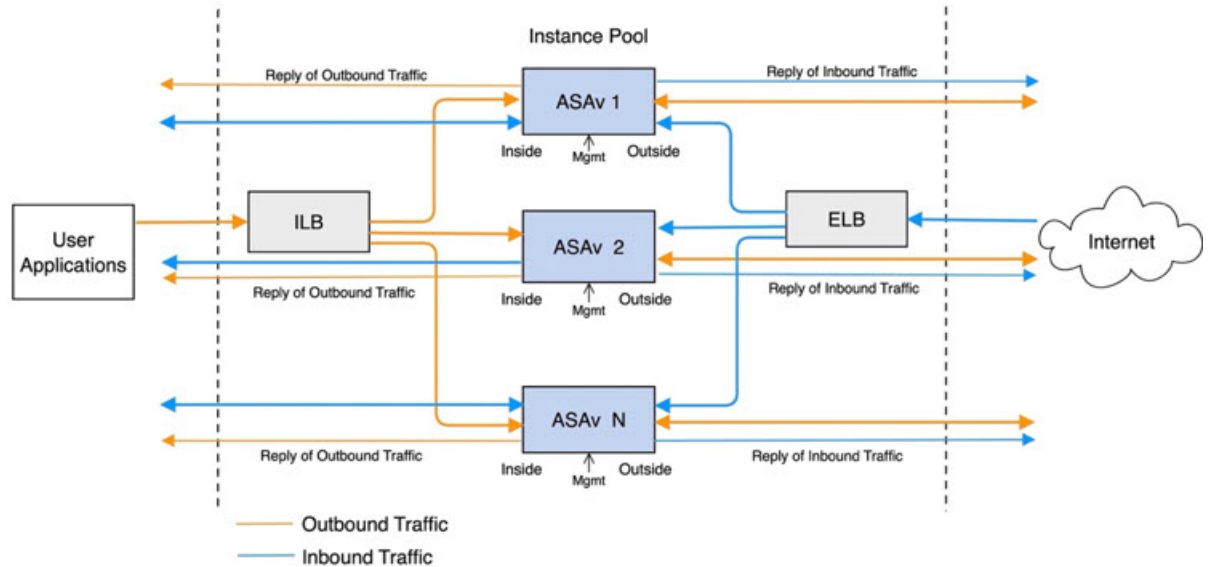 Instance Pool
Reply of Outbound Traffic
Reply of Inbound Traffic
ASAv 1
Inside
Mgmt
Outside
User
Applications
ILB
ELB
Internet
ASAv 2
Reply of Outbound Traffic
Reply of Inbound Traffic
Inside
Mgmt
Outside
ASAv N
Reply of Outbound Traffic
Reply of Inbound Traffic
Inside
Mgmt
Outside
Outbound Traffic
Inbound Traffic